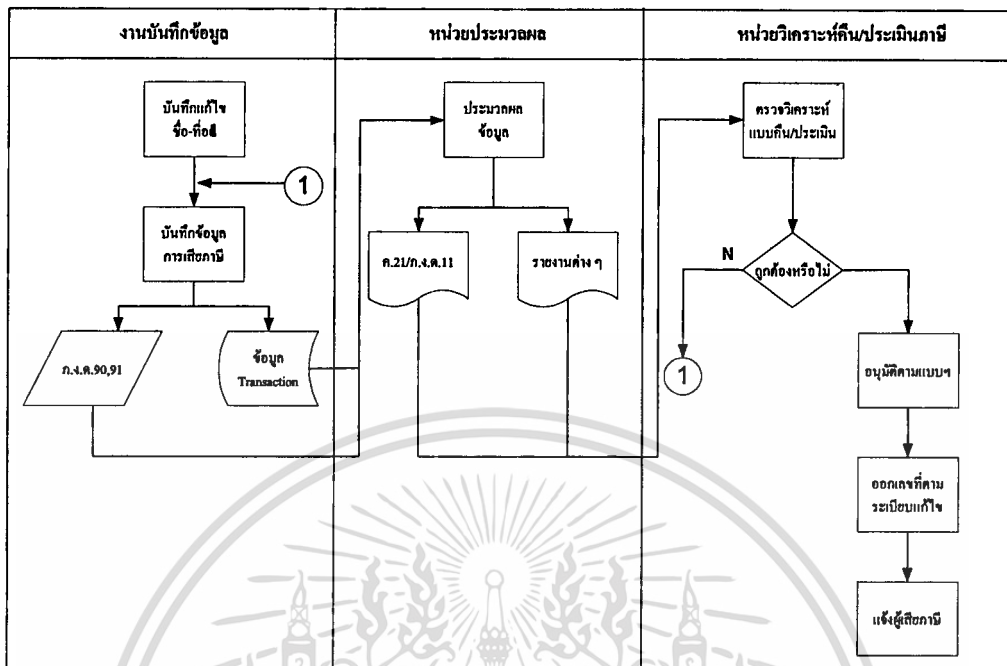 งานบันทึกข้อมูล
หน่วยประมวลผล
หน่วยวิเคราะห์คืน/ประเมินภาษี
บันทึกแก้ไข
ชื่อ-ที่อยู่
1
บันทึกข้อมูล
การเสียภาษี
ภ.ง.ด.90,91
ข้อมูล
Transaction
ประมวลผล
ข้อมูล
ค.21/ภ.ง.ด.11
รายงานต่าง ๆ
ตรวจวิเคราะห์
แบบคืน/ประเมิน
N
ถูกต้องหรือไม่
1
อนุมัติตามแบบฯ
ออกเลขที่ตาม
ระเบียบแก้ไข
แจ้งผู้เสียภาษี